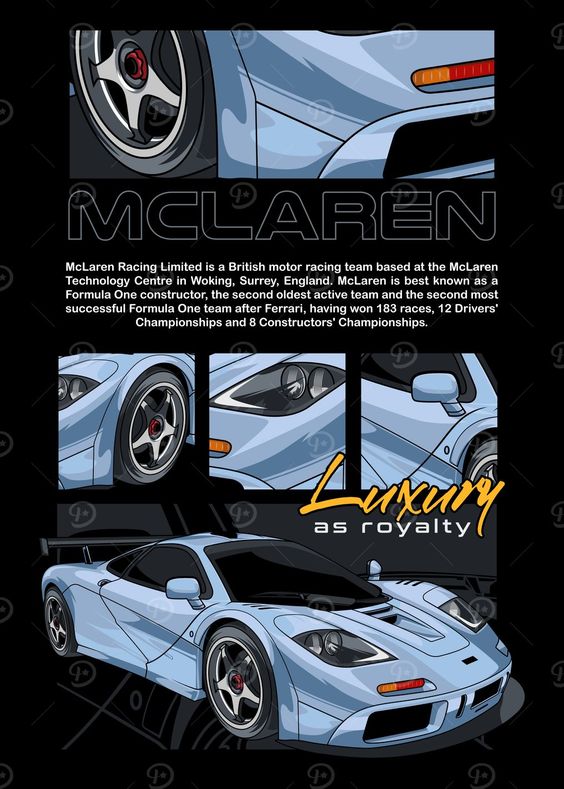 MCLAREN
McLaren Racing Limited is a British motor racing team based at the McLaren
Technology Centre in Woking, Surrey, England. McLaren is best known as a
Formula One constructor, the second oldest active team and the second most
successful Formula One team after Ferrari, having won 183 races, 12 Drivers'
Championships and 8 Constructors' Championships.
Luxury
as royalty